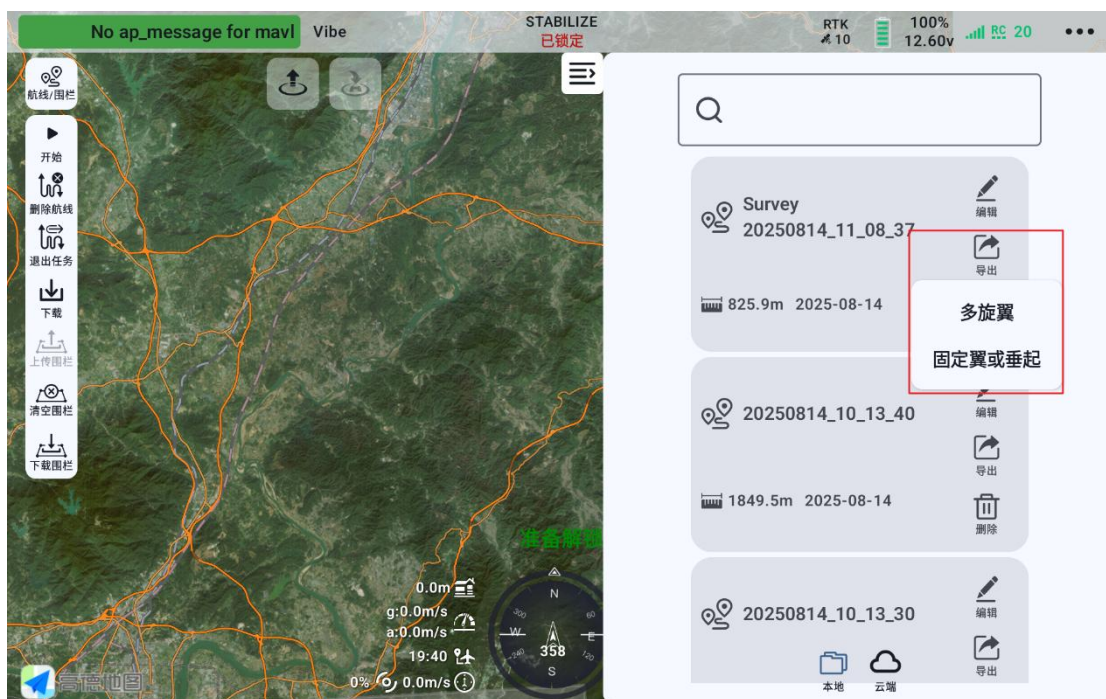 No ap_message for mavl
Vibe
STABILIZE
已锁定
RTK
10
100%
12.60v
RC 20
航线/围栏
开始
删除航线
退出任务
下载
上传围栏
清空围栏
下载围栏
准备解锁
0.0m
g:0.0m/s
a:0.0m/s
19:40
0% 0.0m/s
N
60
E
120
S
240
W
300
358
高德地图
Survey
20250814_11_08_37
825.9m 2025-08-14
编辑
导出
多旋翼
固定翼或垂起
20250814_10_13_40
1849.5m 2025-08-14
编辑
导出
删除
20250814_10_13_30
编辑
导出
本地
云端